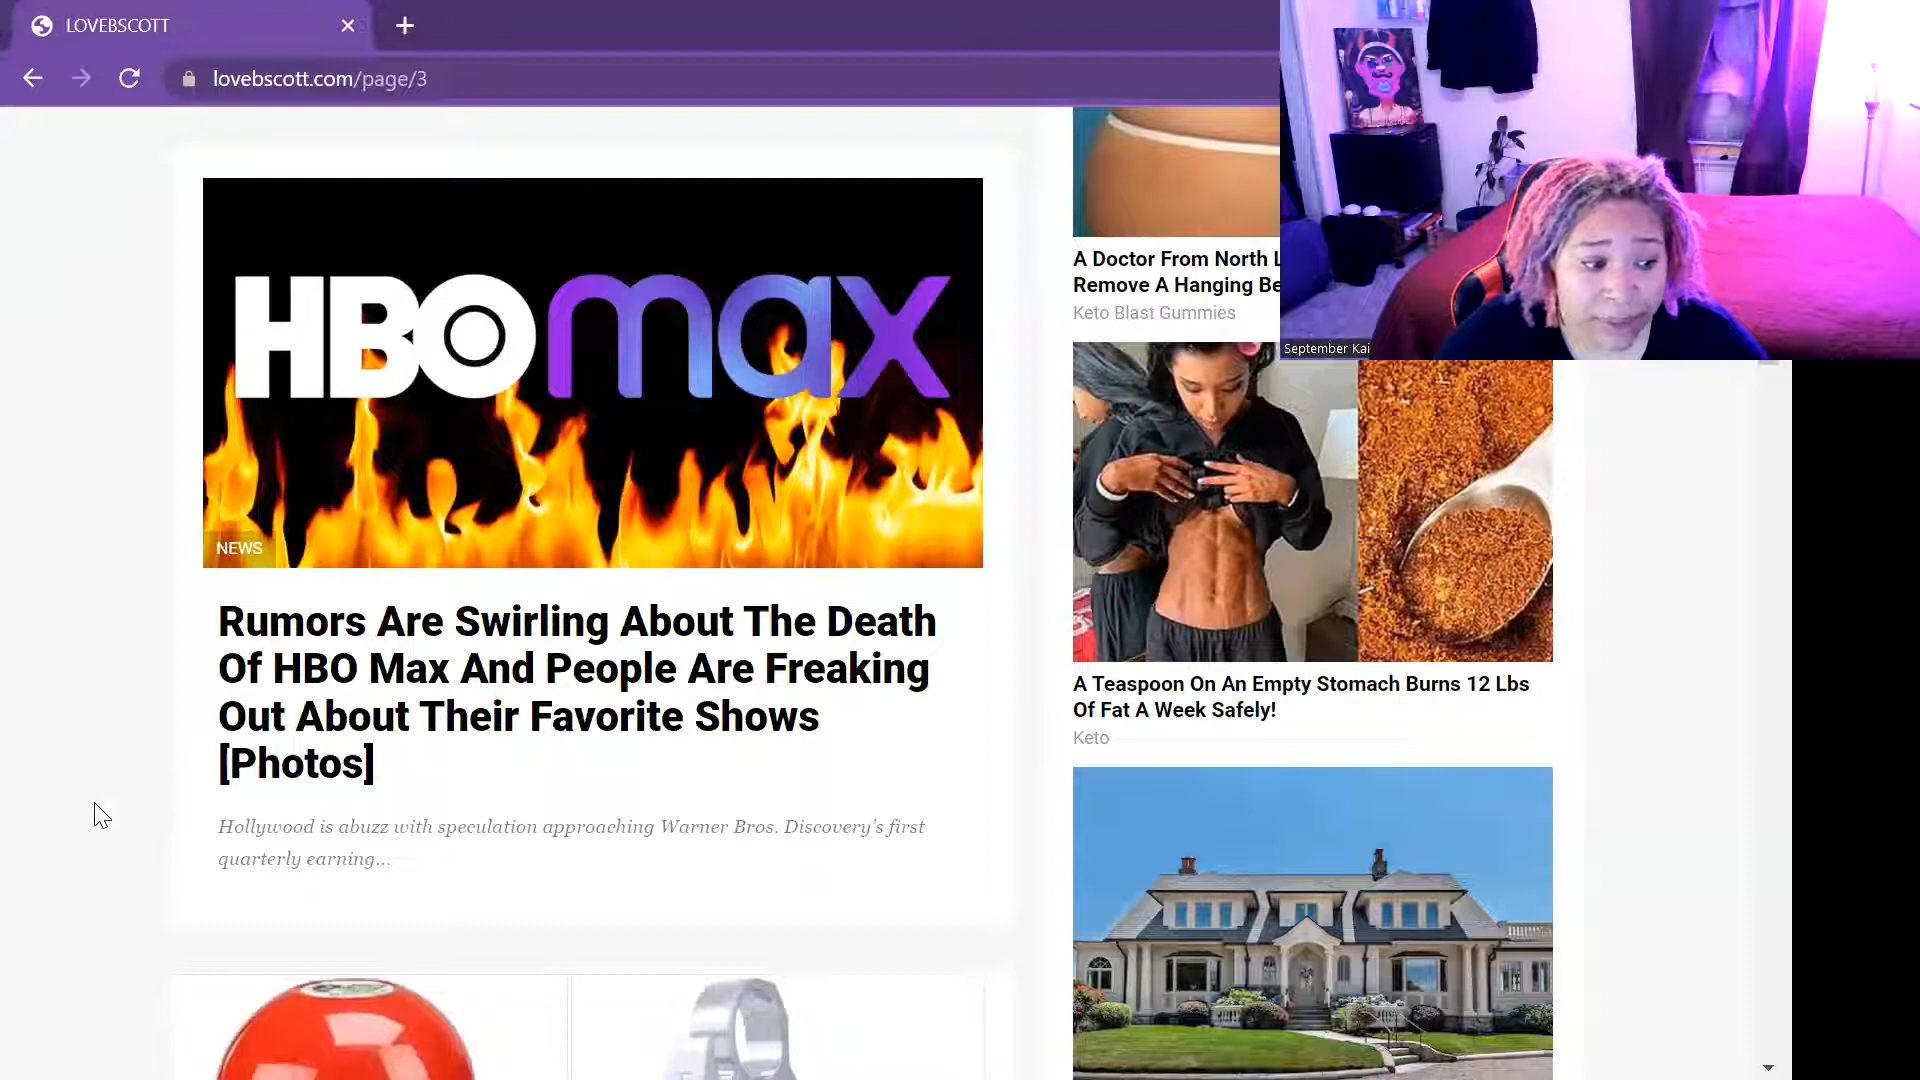 LOVEBSCOTT
lovebscott.com/page/3
HBOmax
NEWS
Rumors Are Swirling About The Death
Of HBO Max And People Are Freaking
Out About Their Favorite Shows
[Photos]
Hollywood is abuzz with speculation approaching Warner Bros. Discovery's first
quarterly earning...
A Doctor From North
Remove A Hanging
Keto Blast Gummies
A Teaspoon On An Empty Stomach Burns 12 Lbs
Of Fat A Week Safely!
Keto
September Kai